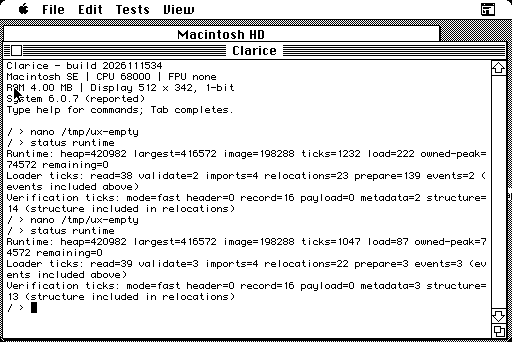 File Edit Tests View
Macintosh HD
Clarice
Clarice - build 2026111534
Macintosh SE | CPU 68000 | FPU none
4.00 MB | Display 512 x 342, 1-bit
System 6.0.7 (reported)
Type help for commands; Tab completes.
/ > nano /tmp/ux-empty
/ > status runtime
Runtime: heap=420982 largest=416572 image=198288 ticks=1232 load=222 owned-peak=
74572 remaining=0
Loader ticks: read=38 validate=2 imports=4 relocations=23 prepare=139 events=2 (
events included above)
Verification ticks: mode=fast header=0 record=16 payload=0 metadata=2 structure=
14 (structure included in relocations)
/ > nano /tmp/ux-empty
/ > status runtime
Runtime: heap=420982 largest=416572 image=198288 ticks=1047 load=87 owned-peak=7
4572 remaining=0
Loader ticks: read=39 validate=3 imports=4 relocations=22 prepare=3 events=3 (ev
ents included above)
Verification ticks: mode=fast header=0 record=16 payload=0 metadata=3 structure=
13 (structure included in relocations)
/ >